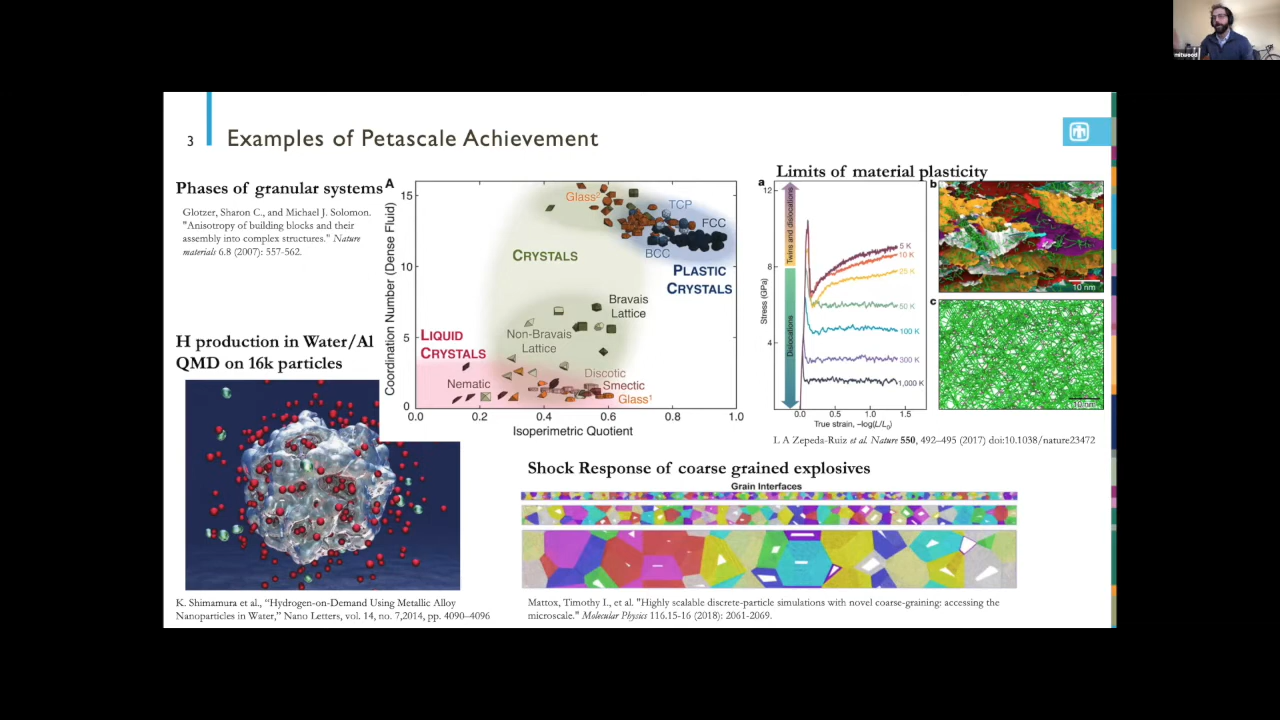 mitwood
3
Examples of Petascale Achievement
Phases of granular systems
Glotzer, Sharon C., and Michael J. Solomon.
"Anisotropy of building blocks and their
assembly into complex structures." Nature
materials 6.8 (2007): 557-562.
H production in Water/Al
QMD on 16k particles
K. Shimamura et al., "Hydrogen-on-Demand Using Metallic Alloy
Nanoparticles in Water," Nano Letters, vol. 14, no. 7,2014, pp. 4090–4096
A
Coordination Number (Dense Fluid)
15
10
5
0
0.0 0.2 0.4 0.6 0.8 1.0
Isoperimetric Quotient
Glass²
TCP
FCC
BCC
CRYSTALS
PLASTIC
CRYSTALS
Bravais
Lattice
Non-Bravais
Lattice
LIQUID
CRYSTALS
Discotic
Nematic
Smectic
Glass¹
Limits of material plasticity
a
Stress (GPa)
12
8
4
Twins and dislocations
Dislocations
5 K
10 K
25 K
50 K
100 K
300 K
1,000 K
0.0 0.5 1.0 1.5
True strain, –log(L/L0)
b
10 nm
c
10 nm
L A Zepeda-Ruiz et al. Nature 550, 492–495 (2017) doi:10.1038/nature23472
Shock Response of coarse grained explosives
Grain Interfaces
Mattox, Timothy I., et al. "Highly scalable discrete-particle simulations with novel coarse-graining: accessing the
microscale." Molecular Physics 116.15-16 (2018): 2061-2069.